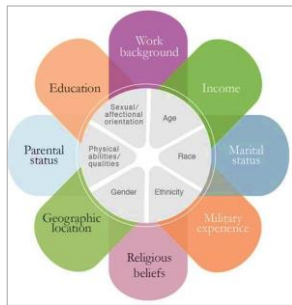 Work
background
Income
Marital
status
Military
experience
Religious
beliefs
Geographic
location
Parental
status
Education
Sexual/
affectional
orientation
Age
Race
Ethnicity
Gender
Physical
abilities/
qualities